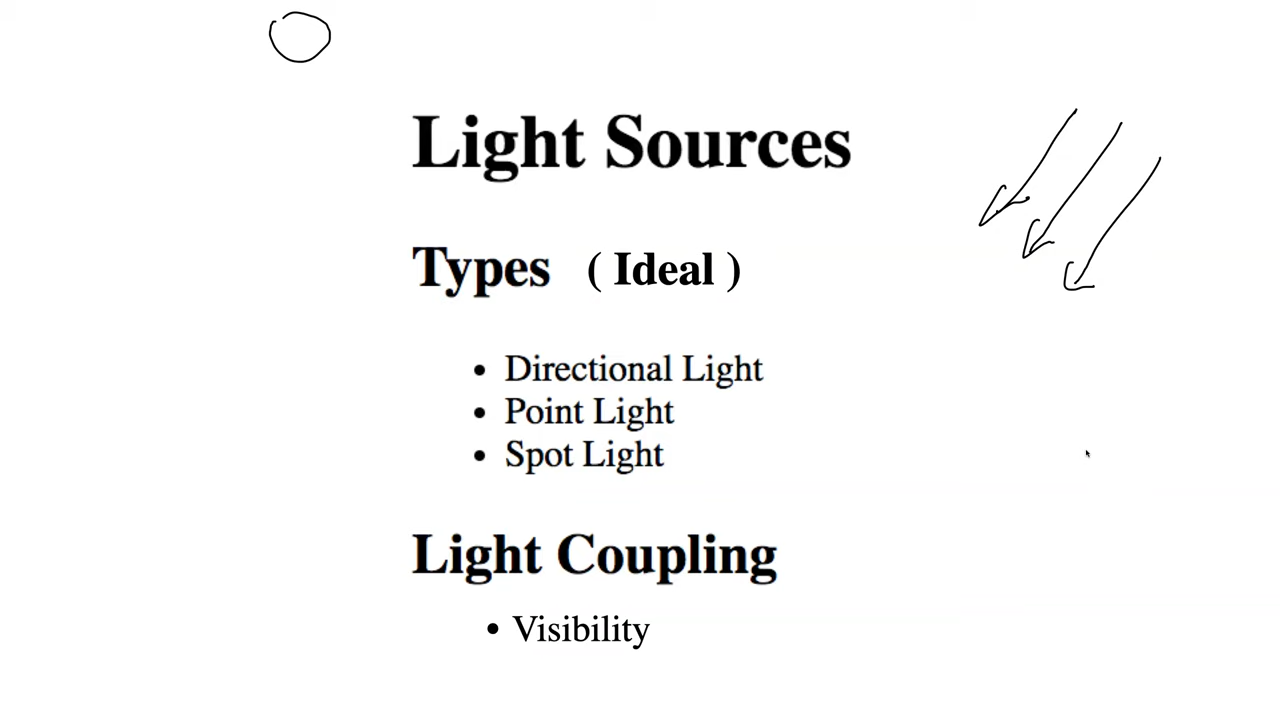 Light Sources
Types ( Ideal )
• Directional Light
• Point Light
• Spot Light
Light Coupling
• Visibility